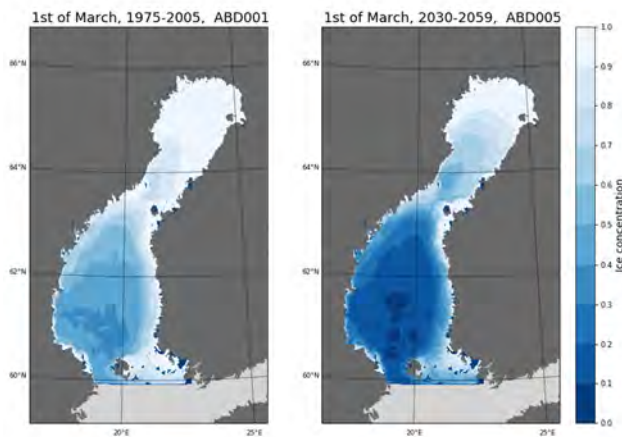 1st of March, 1975-2005, ABD001
1st of March, 2030-2059, ABD005
66°N
64°N
62°N
60°N
20°E
25°E
66°N
64°N
62°N
60°N
20°E
25°E
1.0
0.9
0.8
0.7
0.6
0.5
0.4
0.3
0.2
0.1
0.0
Ice concentration